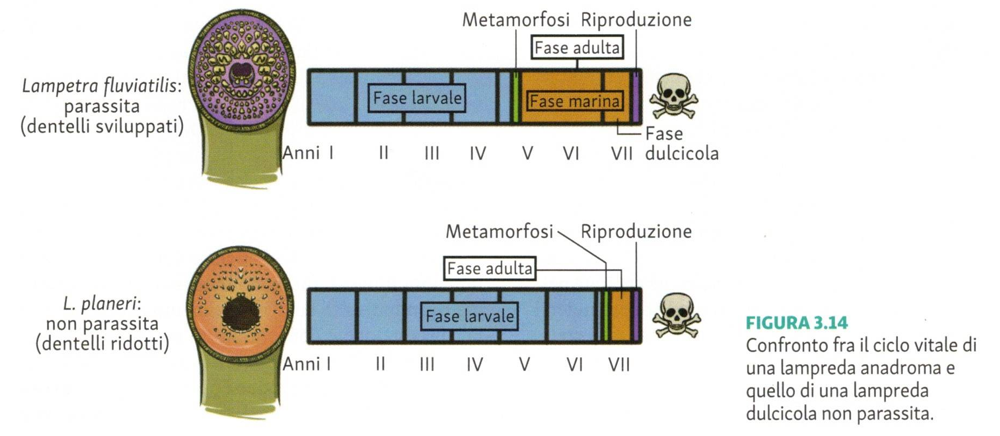 Metamorfosi Riproduzione
Fase adulta
Lampetra fluviatilis:
parassita
(dentelli sviluppati)
Fase larvale
Fase marina
Fase
dulcicola
Anni I II III IV V VI VII
Metamorfosi Riproduzione
Fase adulta
L. planeri:
non parassita
(dentelli ridotti)
Fase larvale
Anni I II III IV V VI VII
FIGURA 3.14
Confronto fra il ciclo vitale di
una lampreda anadroma e
quello di una lampreda
dulcicola non parassita.